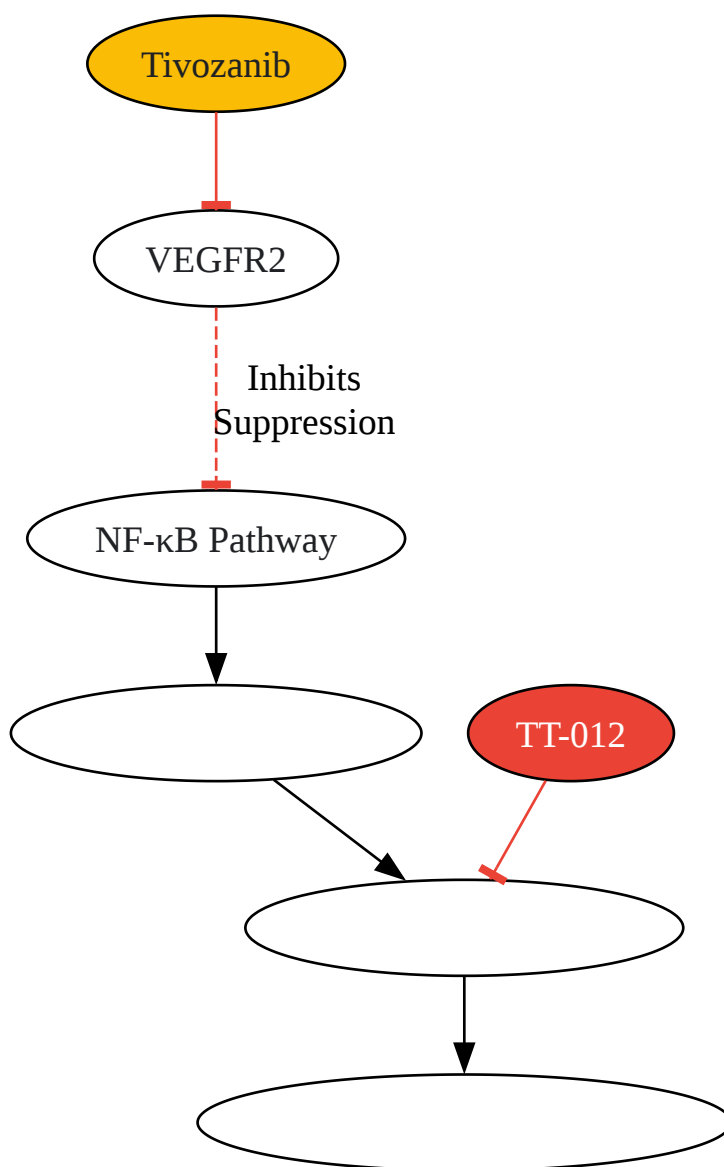 Tivozanib
VEGFR2
Inhibits
Suppression
NF-κB Pathway
TT-012